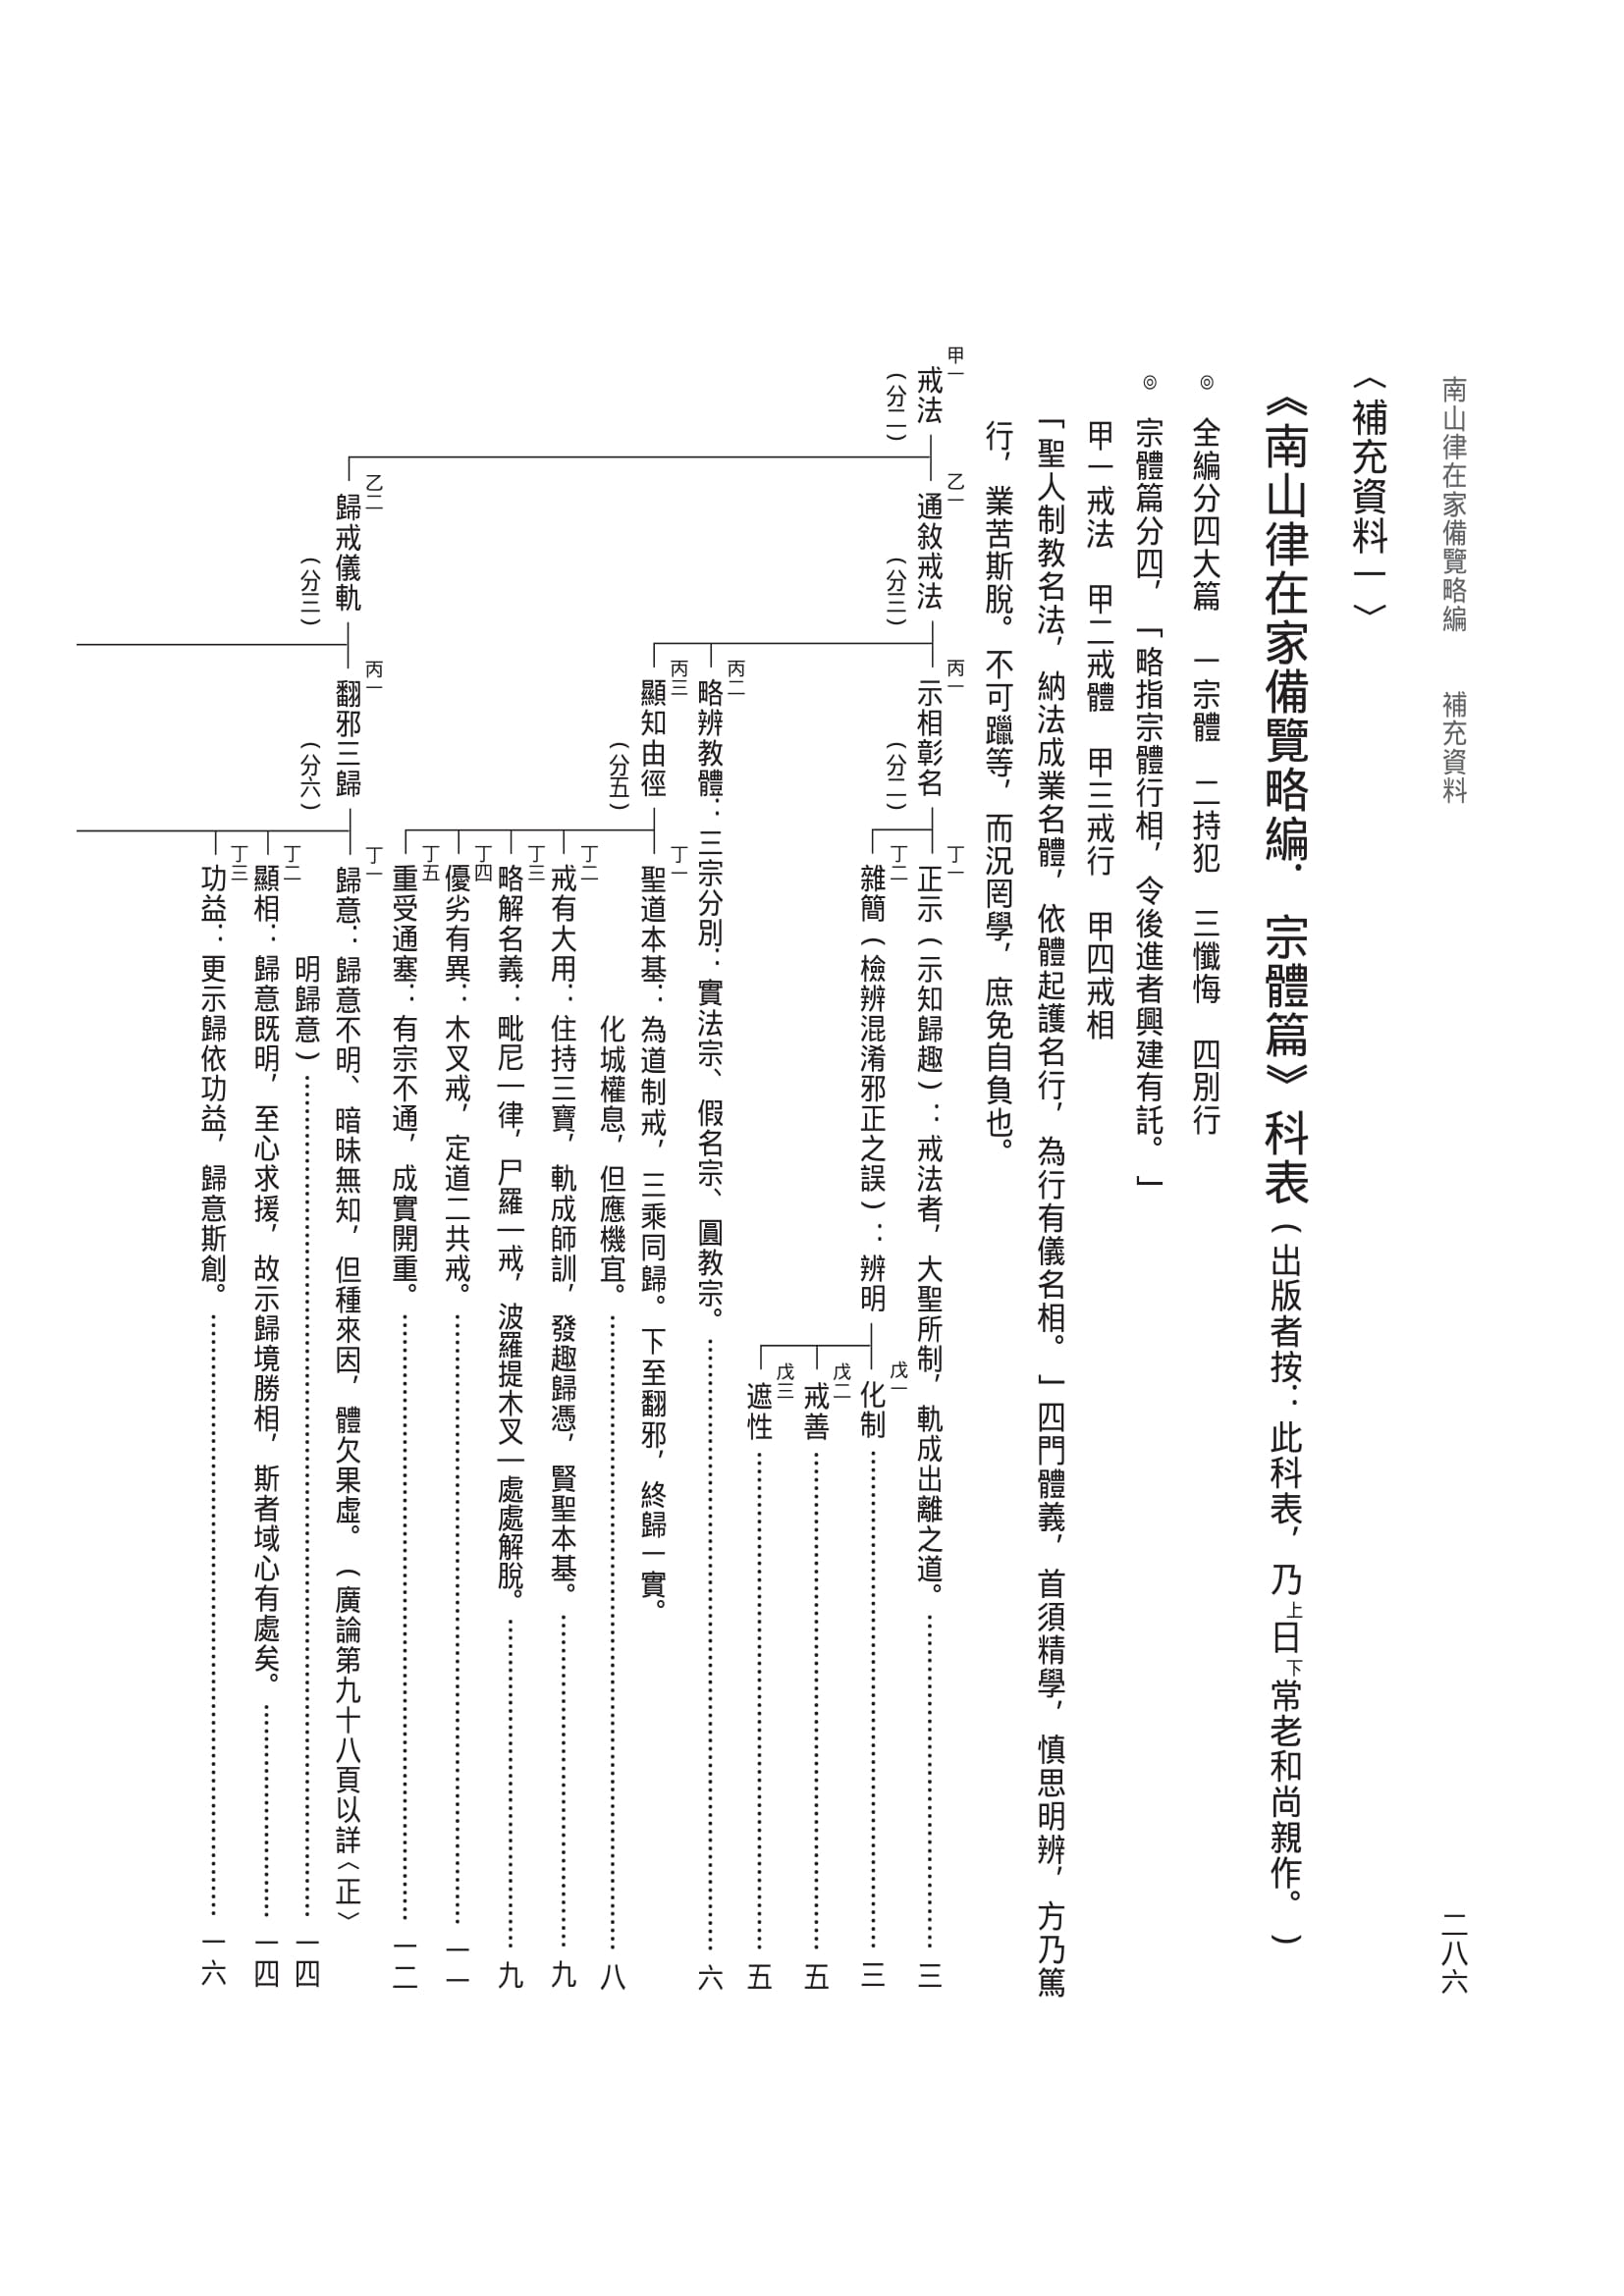 南山律在家備覽略編　補充資料
二八六
〈補充資料一〉
《南山律在家備覽略編．宗體篇》科表（出版者按：此科表，乃上日下常老和尚親作。）
◎　全編分四大篇　一宗體　二持犯　三懺悔　四別行
◎　宗體篇分四，「略指宗體行相，令後進者興建有託。」
甲一戒法　甲二戒體　甲三戒行　甲四戒相
「聖人制教名法，納法成業名體，依體起護名行，為行有儀名相。」四門體義，首須精學，慎思明辨，方乃篤
行，業苦斯脫。不可躐等，而況罔學，庶免自負也。
甲一
戒法
（分二）
乙一
通敘戒法
（分三）
丙一
示相彰名
（分二）
丁一
正示（示知歸趣）：戒法者，大聖所制，軌成出離之道。……三
丁二
雜簡（檢辨混淆邪正之誤）：辨明
戊一
化制……三
戊二
戒善……五
戊三
遮性……五
丙二
略辨教體：三宗分別：實法宗、假名宗、圓教宗。……六
丙三
顯知由徑
（分五）
丁一
聖道本基：為道制戒，三乘同歸。下至翻邪，終歸一實。
化城權息，但應機宜。……八
丁二
戒有大用：住持三寶，軌成師訓，發趣歸憑，賢聖本基。……九
丁三
略解名義：毗尼—律，尸羅—戒，波羅提木叉—處處解脫。……九
丁四
優劣有異：木叉戒，定道二共戒。……一一
丁五
重受通塞：有宗不通，成實開重。……一二
乙二
歸戒儀軌
（分三）
丙一
翻邪三歸
（分六）
丁一
歸意：歸意不明、暗昧無知，但種來因，體欠果虛。（廣論第九十八頁以詳〈正〉
明歸意）……一四
丁二
顯相：歸意既明，至心求援，故示歸境勝相，斯者域心有處矣。……一四
丁三
功益：更示歸依功益，歸意斯創。……一六